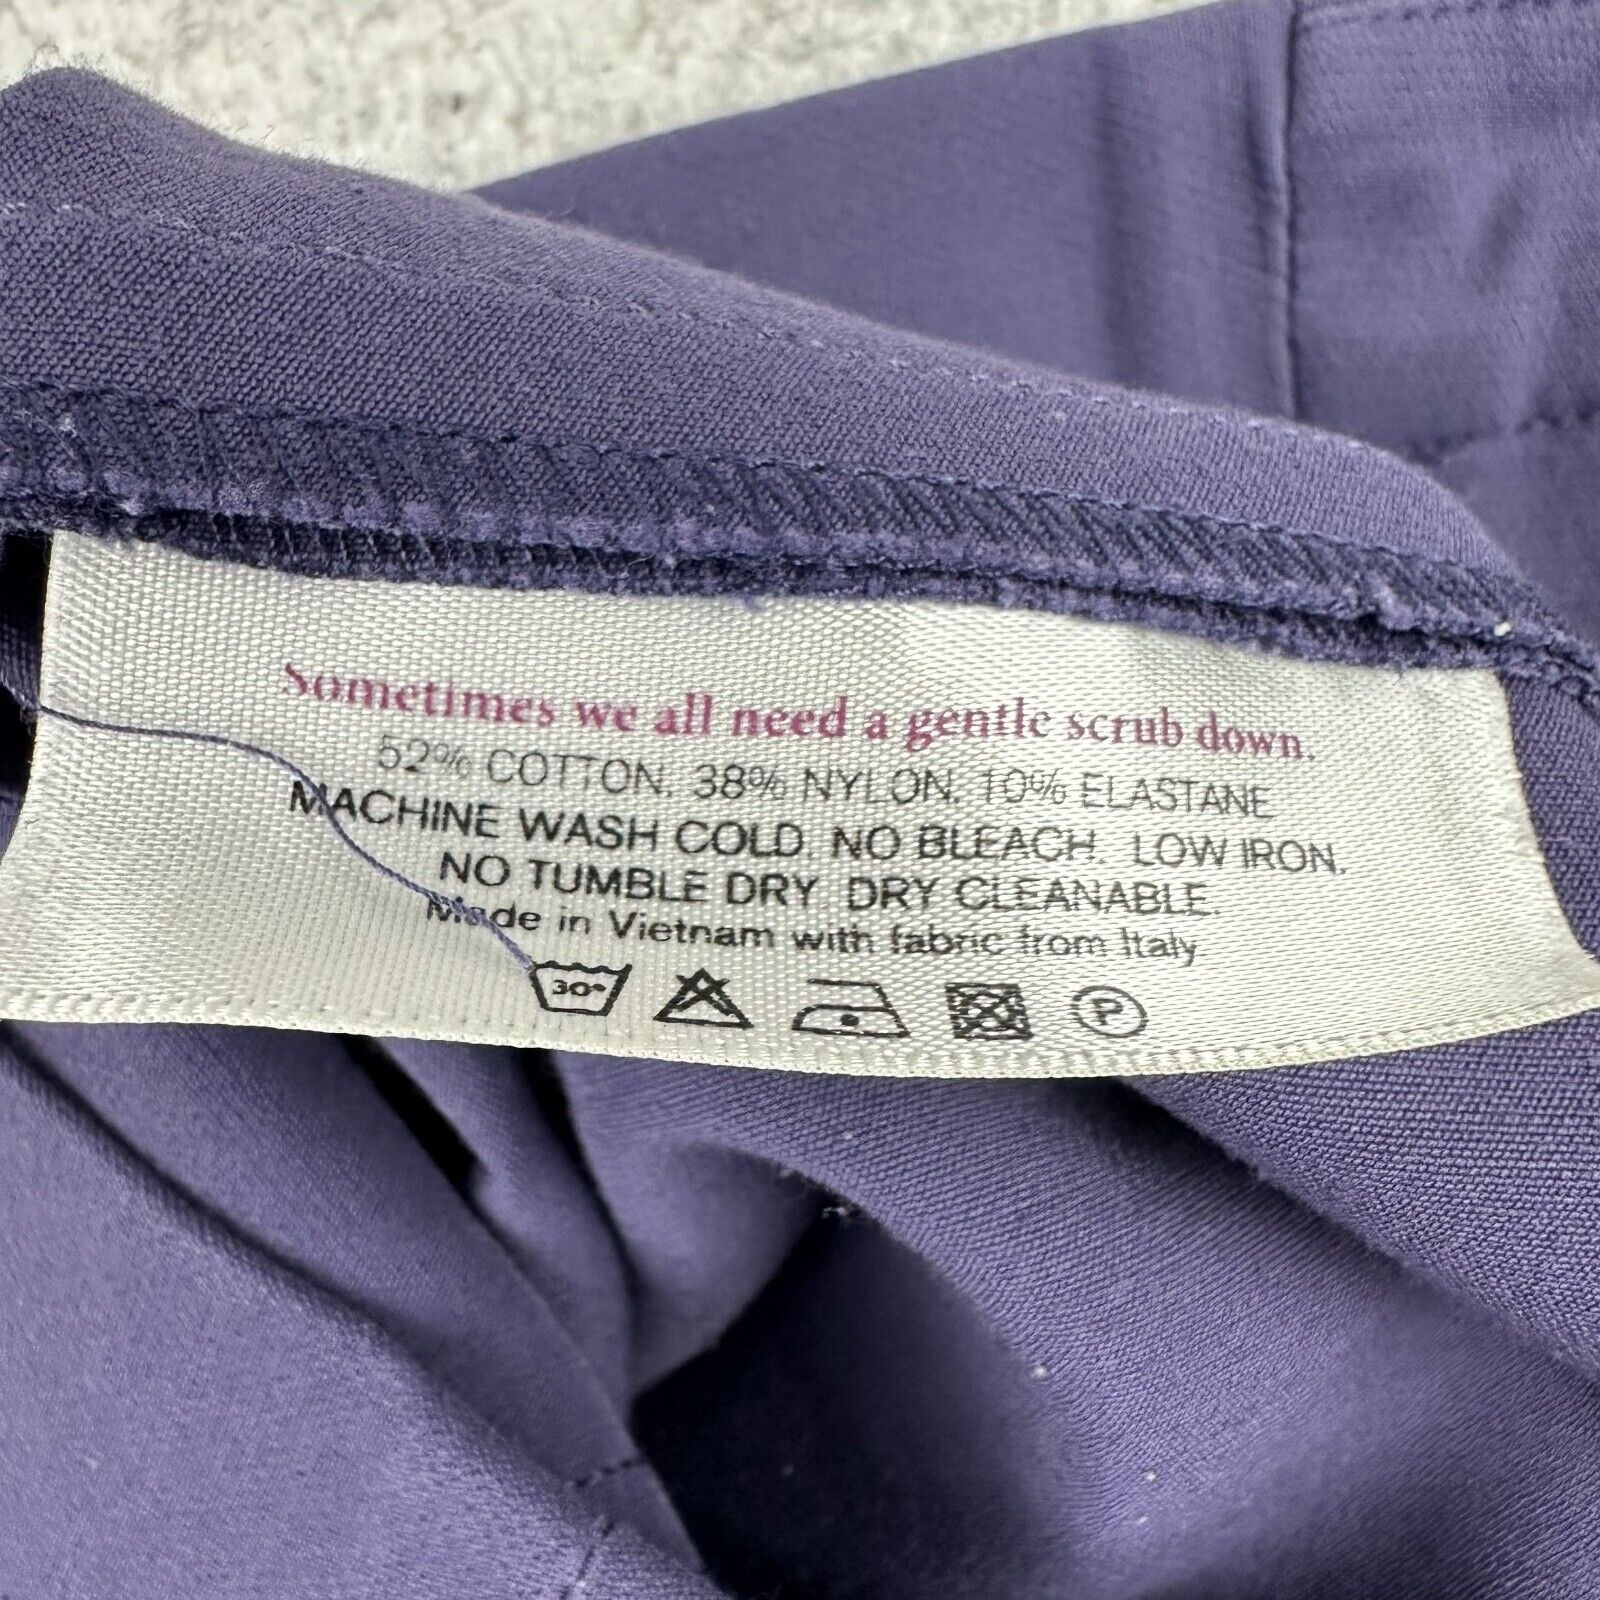 Sometimes we all need a gentle scrub down.
52% COTTON. 38% NYLON. 10% ELASTANE
MACHINE WASH COLD. NO BLEACH. LOW IRON.
NO TUMBLE DRY DRY CLEANABLE.
Made in Vietnam with fabric from Italy
30° P